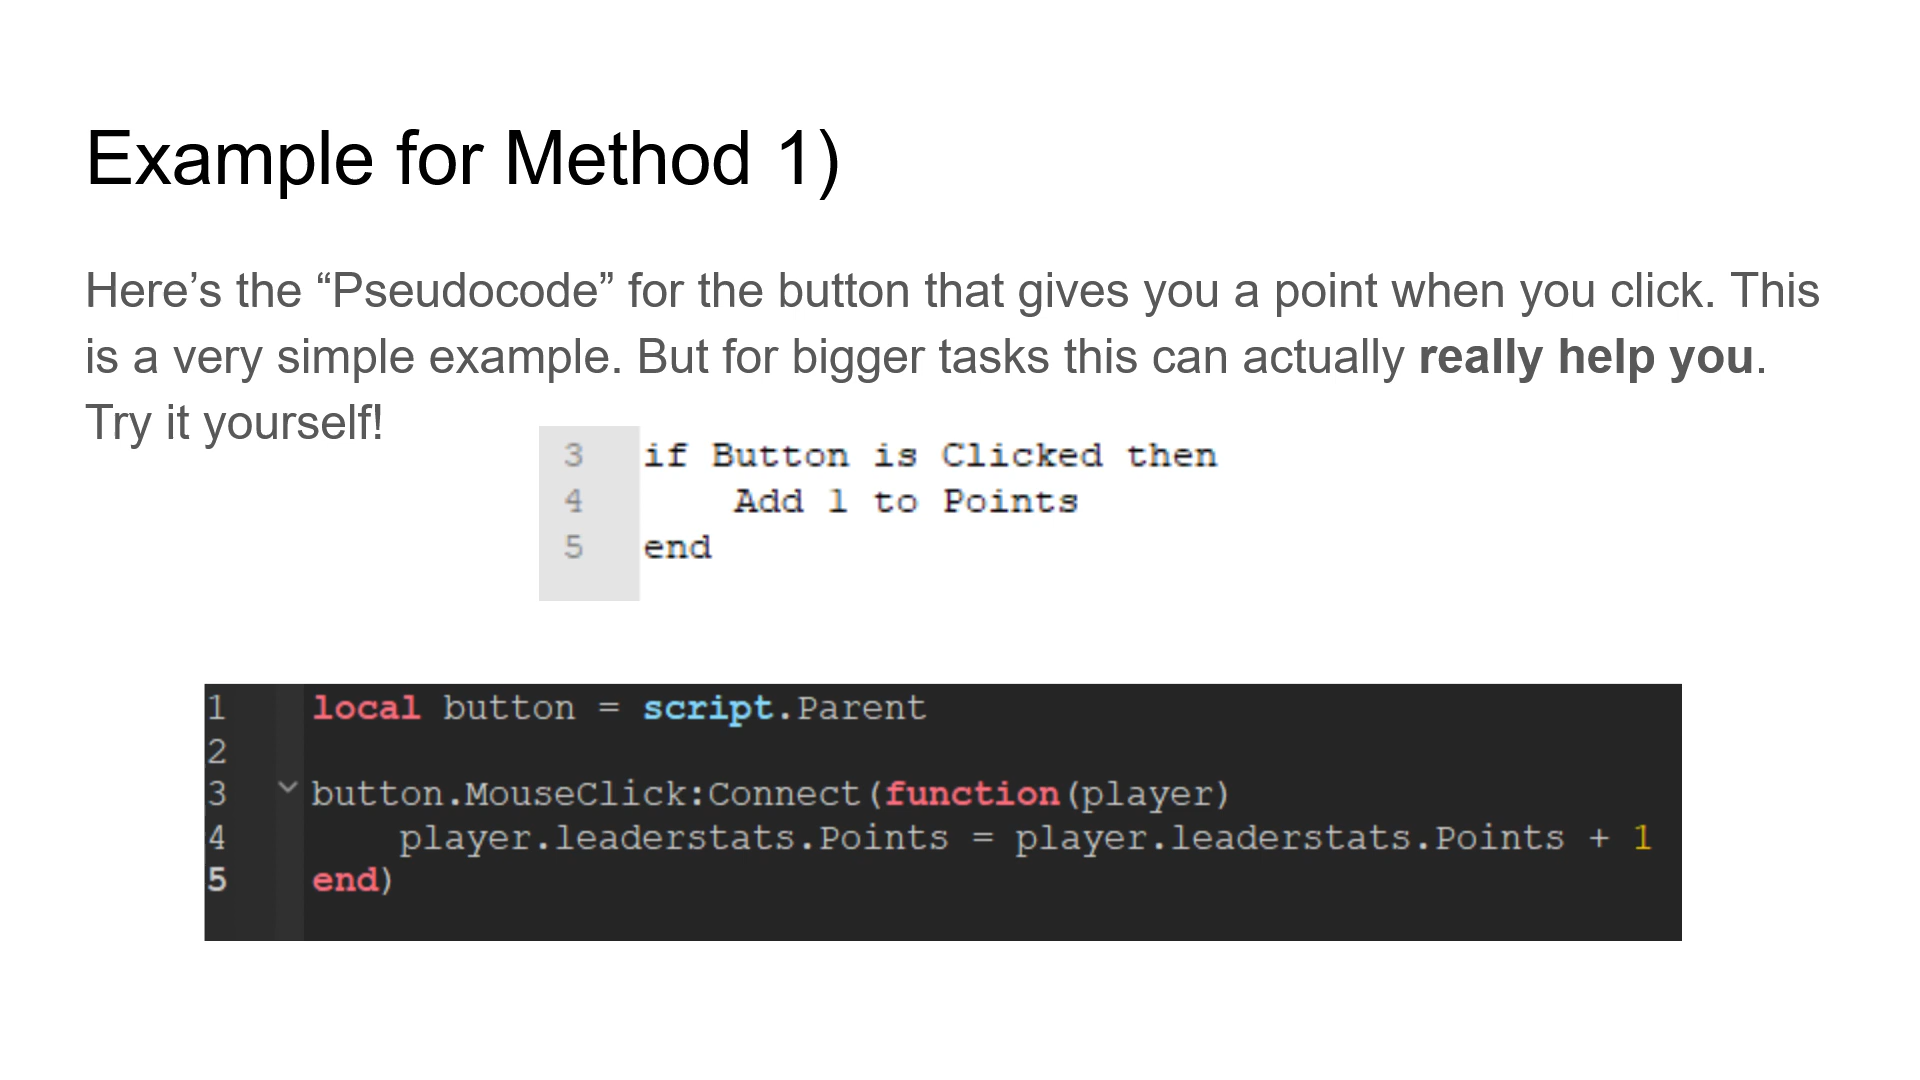 Example for Method 1)
Here’s the “Pseudocode” for the button that gives you a point when you click. This
is a very simple example. But for bigger tasks this can actually really help you.
Try it yourself!
3 if Button is Clicked then
4     Add 1 to Points
5 end
1 local button = script.Parent
2
3 button.MouseClick:Connect(function(player)
4     player.leaderstats.Points = player.leaderstats.Points + 1
5 end)